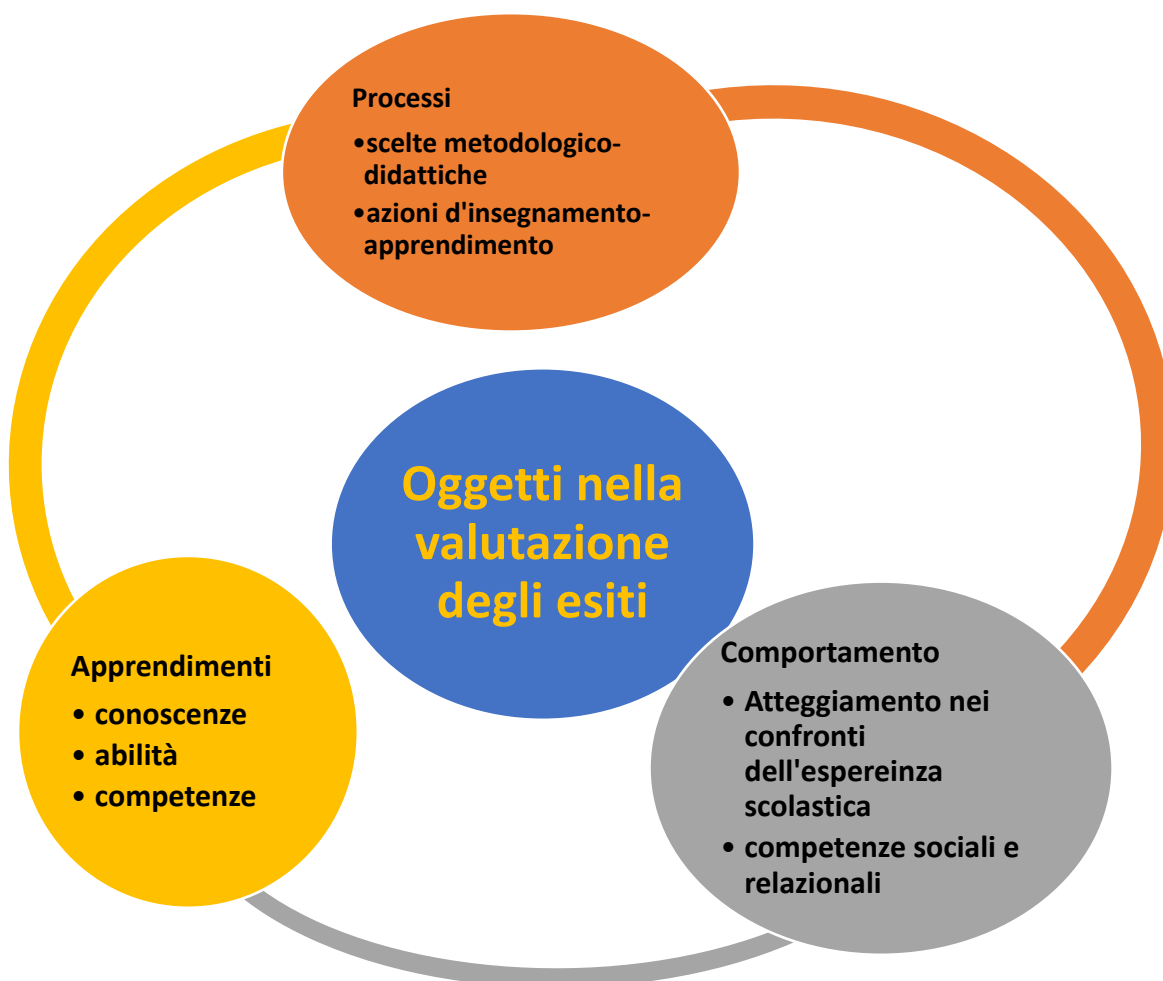 Processi
•scelte metodologico-
didattiche
•azioni d'insegnamento-
apprendimento
Oggetti nella
valutazione
degli esiti
Apprendimenti
• conoscenze
• abilità
• competenze
Comportamento
• Atteggiamento nei
confronti
dell'espereinza
scolastica
• competenze sociali e
relazionali